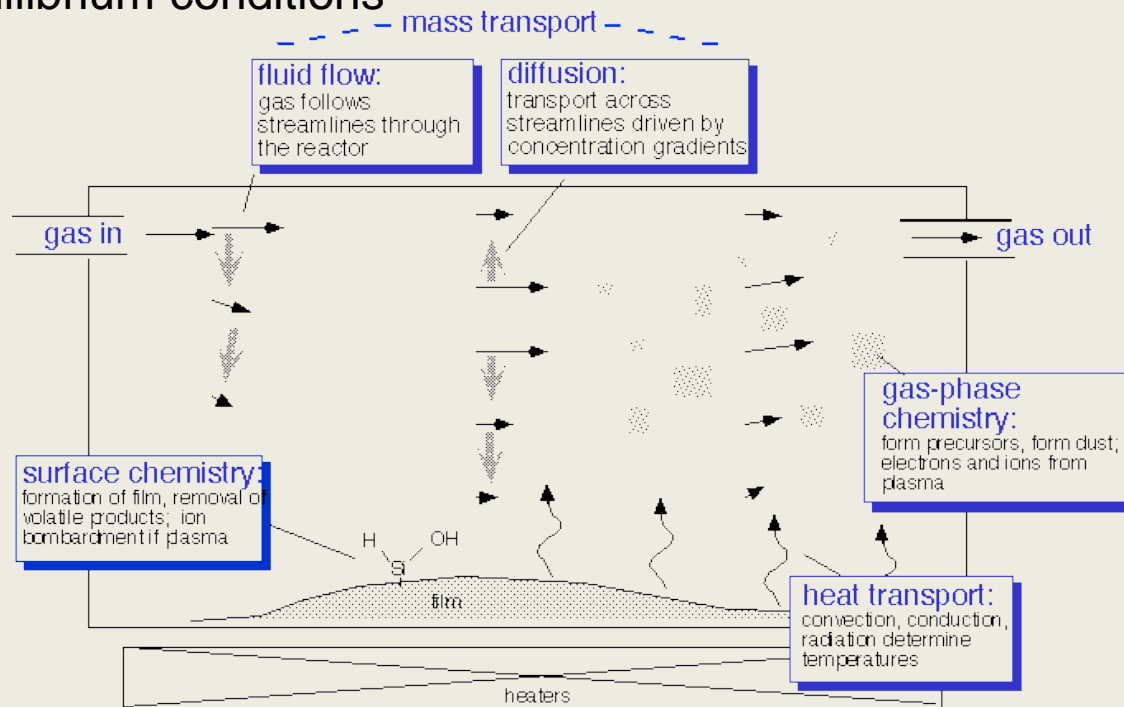 mass transport
fluid flow:
gas follows
streamlines through
the reactor
diffusion:
transport across
streamlines driven by
concentration gradients
gas in
gas out
gas-phase
chemistry:
form precursors, form dust;
electrons and ions from
plasma
surface chemistry:
formation of film, removal of
volatile products; ion
bombardment if plasma
H
OH
Si
film
heat transport:
convection, conduction,
radiation determine
temperatures
heaters